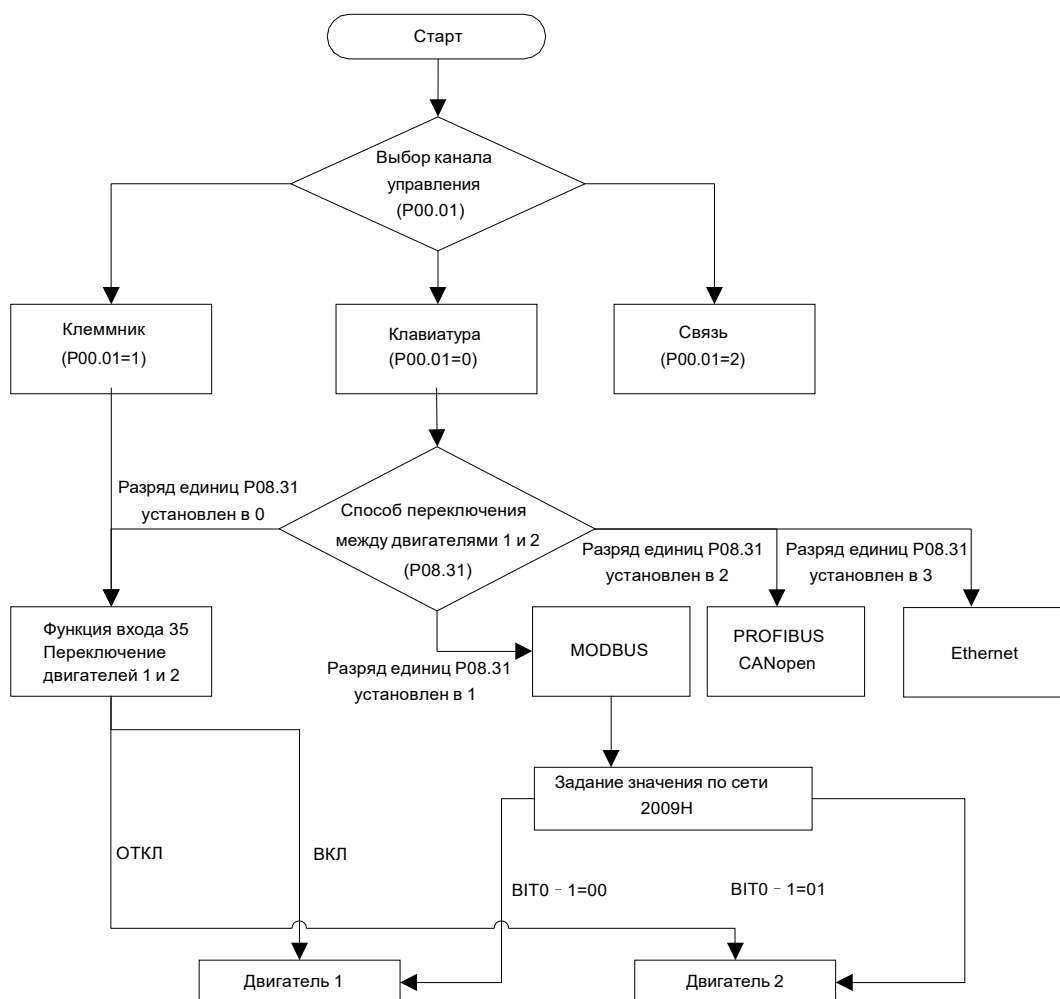 Старт
Выбор канала
управления
(P00.01)
Клеммник
(P00.01=1)
Клавиатура
(P00.01=0)
Связь
(P00.01=2)
Разряд единиц P08.31
установлен в 0
Способ переключения
между двигателями 1 и 2
(P08.31)
Разряд единиц P08.31
установлен в 2
Разряд единиц P08.31
установлен в 3
Функция входа 35
Переключение
двигателей 1 и 2
Разряд единиц P08.31
установлен в 1
MODBUS
PROFIBUS
CANopen
Ethernet
Задание значения по сети
2009H
ОТКЛ
ВКЛ
BIT0–1=00
BIT0–1=01
Двигатель 1
Двигатель 2